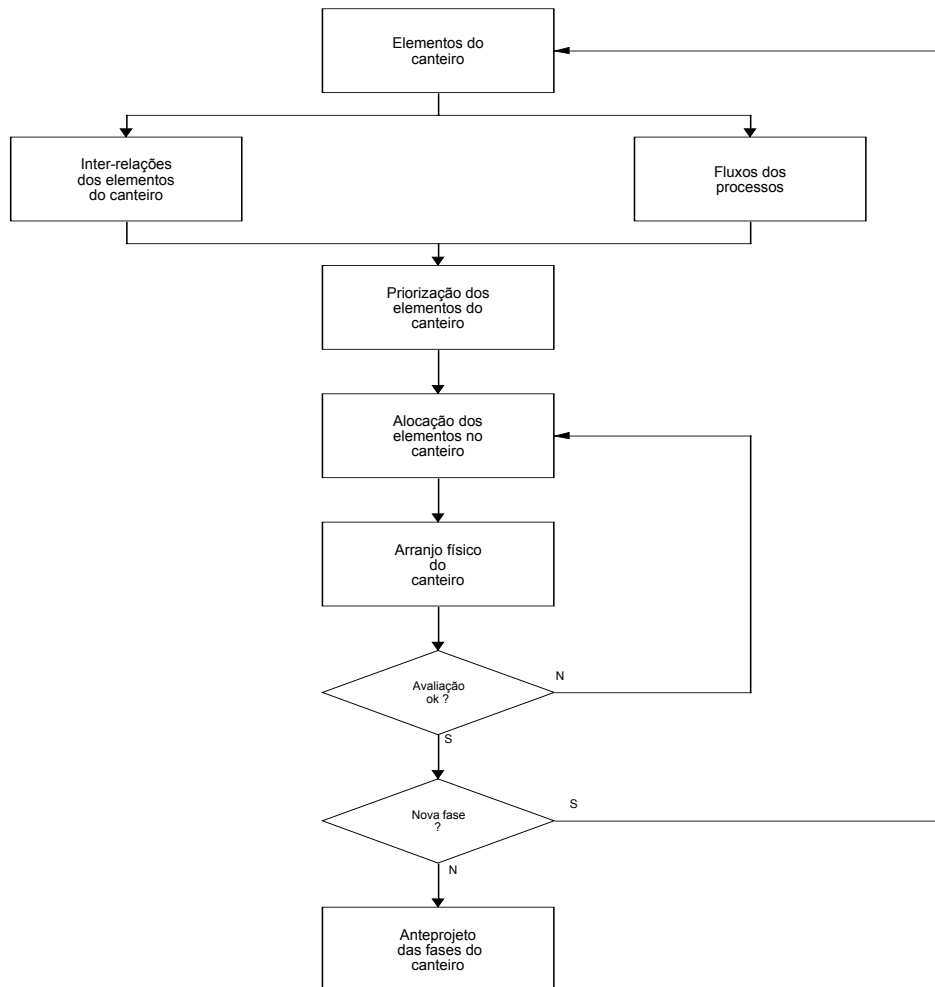 Elementos do
canteiro
Inter-relações
dos elementos
do canteiro
Fluxos dos
processos
Priorização dos
elementos do
canteiro
Alocação dos
elementos no
canteiro
Arranjo físico
do
canteiro
Avaliação
ok ?
N
S
Nova fase
?
S
N
Anteprojeto
das fases do
canteiro